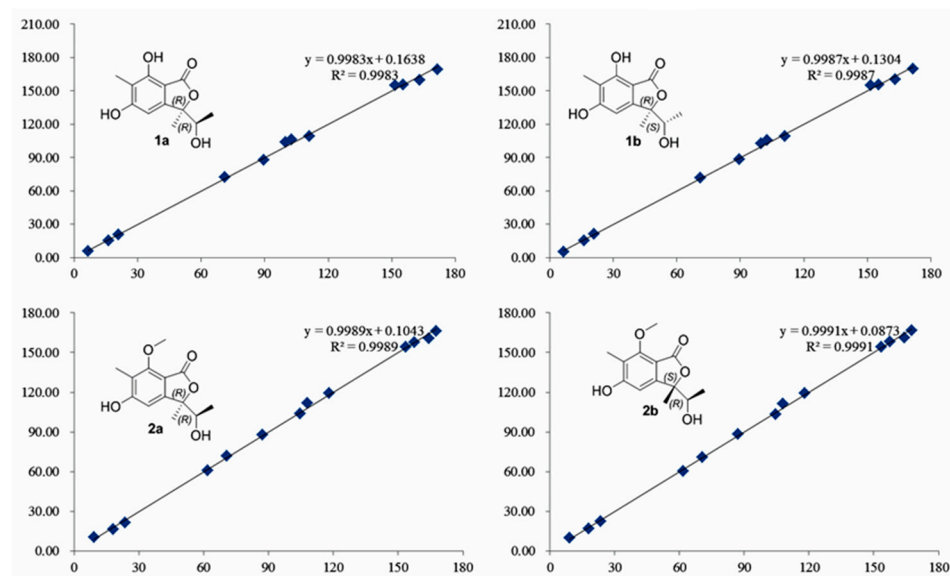 210.00
180.00
150.00
120.00
90.00
60.00
30.00
0.00
0 30 60 90 120 150 180
y = 0.9983x + 0.1638
R² = 0.9983
OH
O
O
HO
(R)
(R)
OH
1a
210.00
180.00
150.00
120.00
90.00
60.00
30.00
0.00
0 30 60 90 120 150 180
y = 0.9987x + 0.1304
R² = 0.9987
OH
O
O
HO
(R)
(S)
OH
1b
180.00
150.00
120.00
90.00
60.00
30.00
0.00
0 30 60 90 120 150 180
y = 0.9989x + 0.1043
R² = 0.9989
O
O
O
HO
(R)
(R)
OH
2a
180.00
150.00
120.00
90.00
60.00
30.00
0.00
0 30 60 90 120 150 180
y = 0.9991x + 0.0873
R² = 0.9991
O
O
O
HO
(S)
(R)
OH
2b